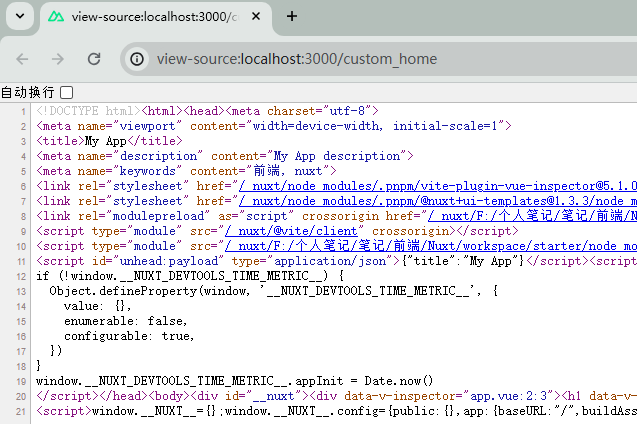 view-source:localhost:3000/cu
view-source:localhost:3000/custom_home
自动换行
1 <!DOCTYPE html><html><head><meta charset="utf-8">
2 <meta name="viewport" content="width=device-width, initial-scale=1">
3 <title>My App</title>
4 <meta name="description" content="My App description">
5 <meta name="keywords" content="前端, nuxt">
6 <link rel="stylesheet" href="/_nuxt/node_modules/.pnpm/vite-plugin-vue-inspector@5.1.0
7 <link rel="stylesheet" href="/_nuxt/node_modules/.pnpm/@nuxt+ui-templates@1.3.3/node_m
8 <link rel="modulepreload" as="script" crossorigin href="/_nuxt/F:/个人笔记/笔记/前端/N
9 <script type="module" src="/_nuxt/@vite/client" crossorigin></script>
10 <script type="module" src="/_nuxt/F:/个人笔记/笔记/前端/Nuxt/workspace/starter/node_mo
11 <script id="unhead:payload" type="application/json">{"title":"My App"}</script><script
12 if (!window.__NUXT_DEVTOOLS_TIME_METRIC__) {
13 Object.defineProperty(window, '__NUXT_DEVTOOLS_TIME_METRIC__', {
14 value: {},
15 enumerable: false,
16 configurable: true,
17 })
18 }
19 window.__NUXT_DEVTOOLS_TIME_METRIC__.appInit = Date.now()
20 </script></head><body><div id="__nuxt"><div data-v-inspector="app.vue:2:3"><h1 data-v-
21 <script>window.__NUXT__={};window.__NUXT__.config={public:{},app:{baseURL:"/",buildAss